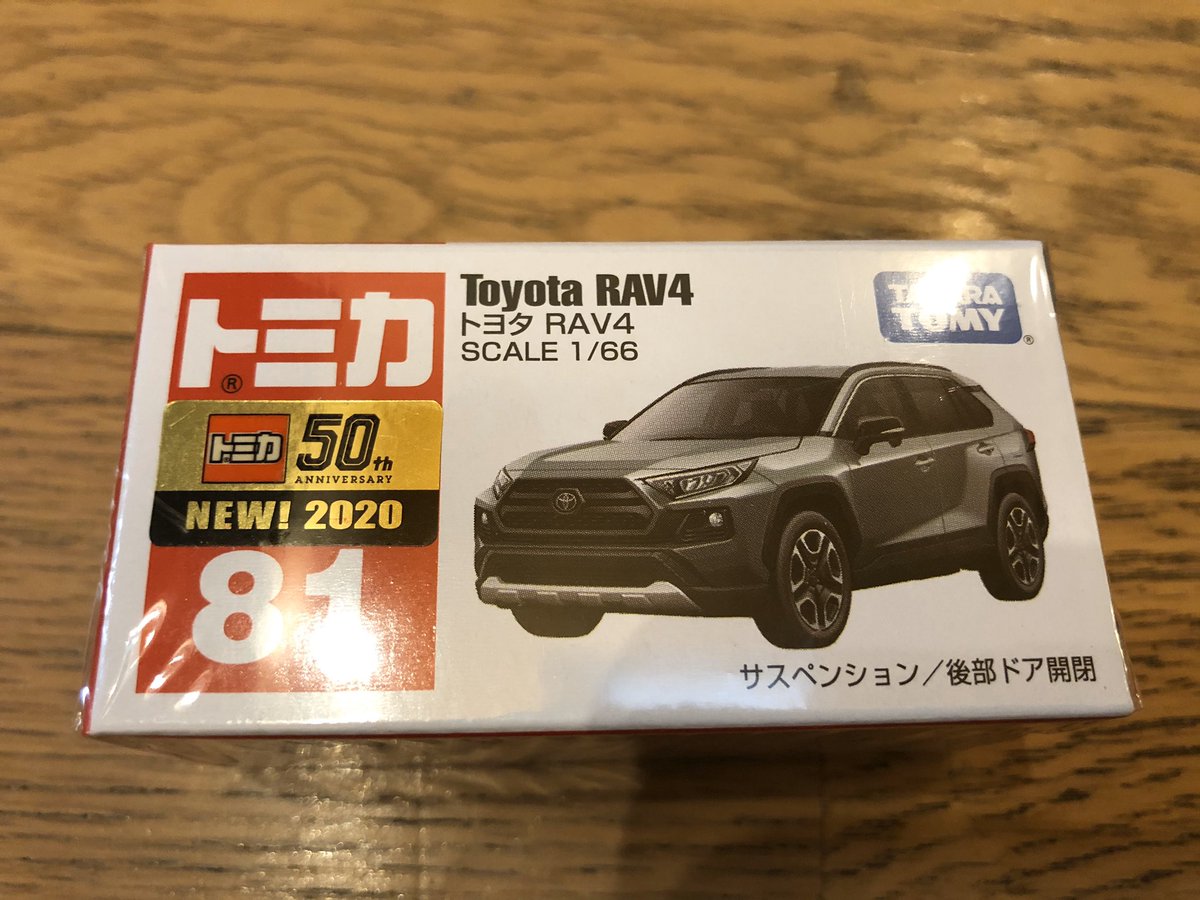 トミカ
®
トミカ
50th
ANNIVERSARY
NEW! 2020
81
Toyota RAV4
トヨタ RAV4
SCALE 1/66
TAKARA
TOMY
®
サスペンション／後部ドア開閉